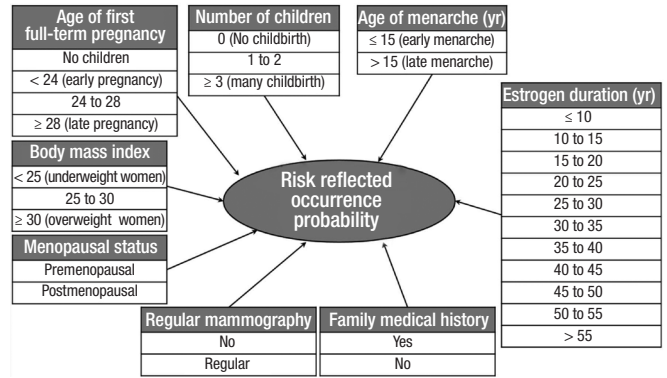 Age of first
full-term pregnancy
No children
< 24 (early pregnancy)
24 to 28
≥ 28 (late pregnancy)
Number of children
0 (No childbirth)
1 to 2
≥ 3 (many childbirth)
Age of menarche (yr)
≤ 15 (early menarche)
> 15 (late menarche)
Estrogen duration (yr)
≤ 10
10 to 15
15 to 20
20 to 25
25 to 30
30 to 35
35 to 40
40 to 45
45 to 50
50 to 55
> 55
Body mass index
< 25 (underweight women)
25 to 30
≥ 30 (overweight women)
Risk reflected
occurrence
probability
Menopausal status
Premenopausal
Postmenopausal
Regular mammography
No
Regular
Family medical history
Yes
No